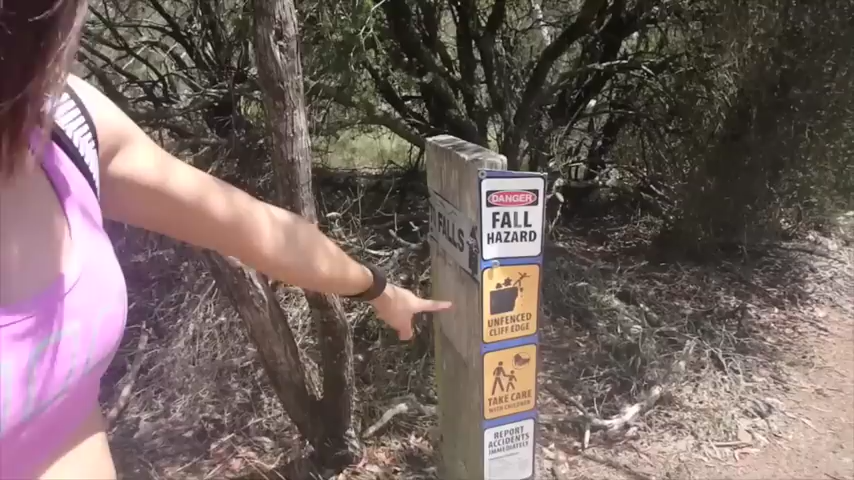 FALLS
DANGER
FALL
HAZARD
UNFENCED
CLIFF EDGE
TAKE CARE
WITH CHILDREN
REPORT
ACCIDENTS
IMMEDIATELY